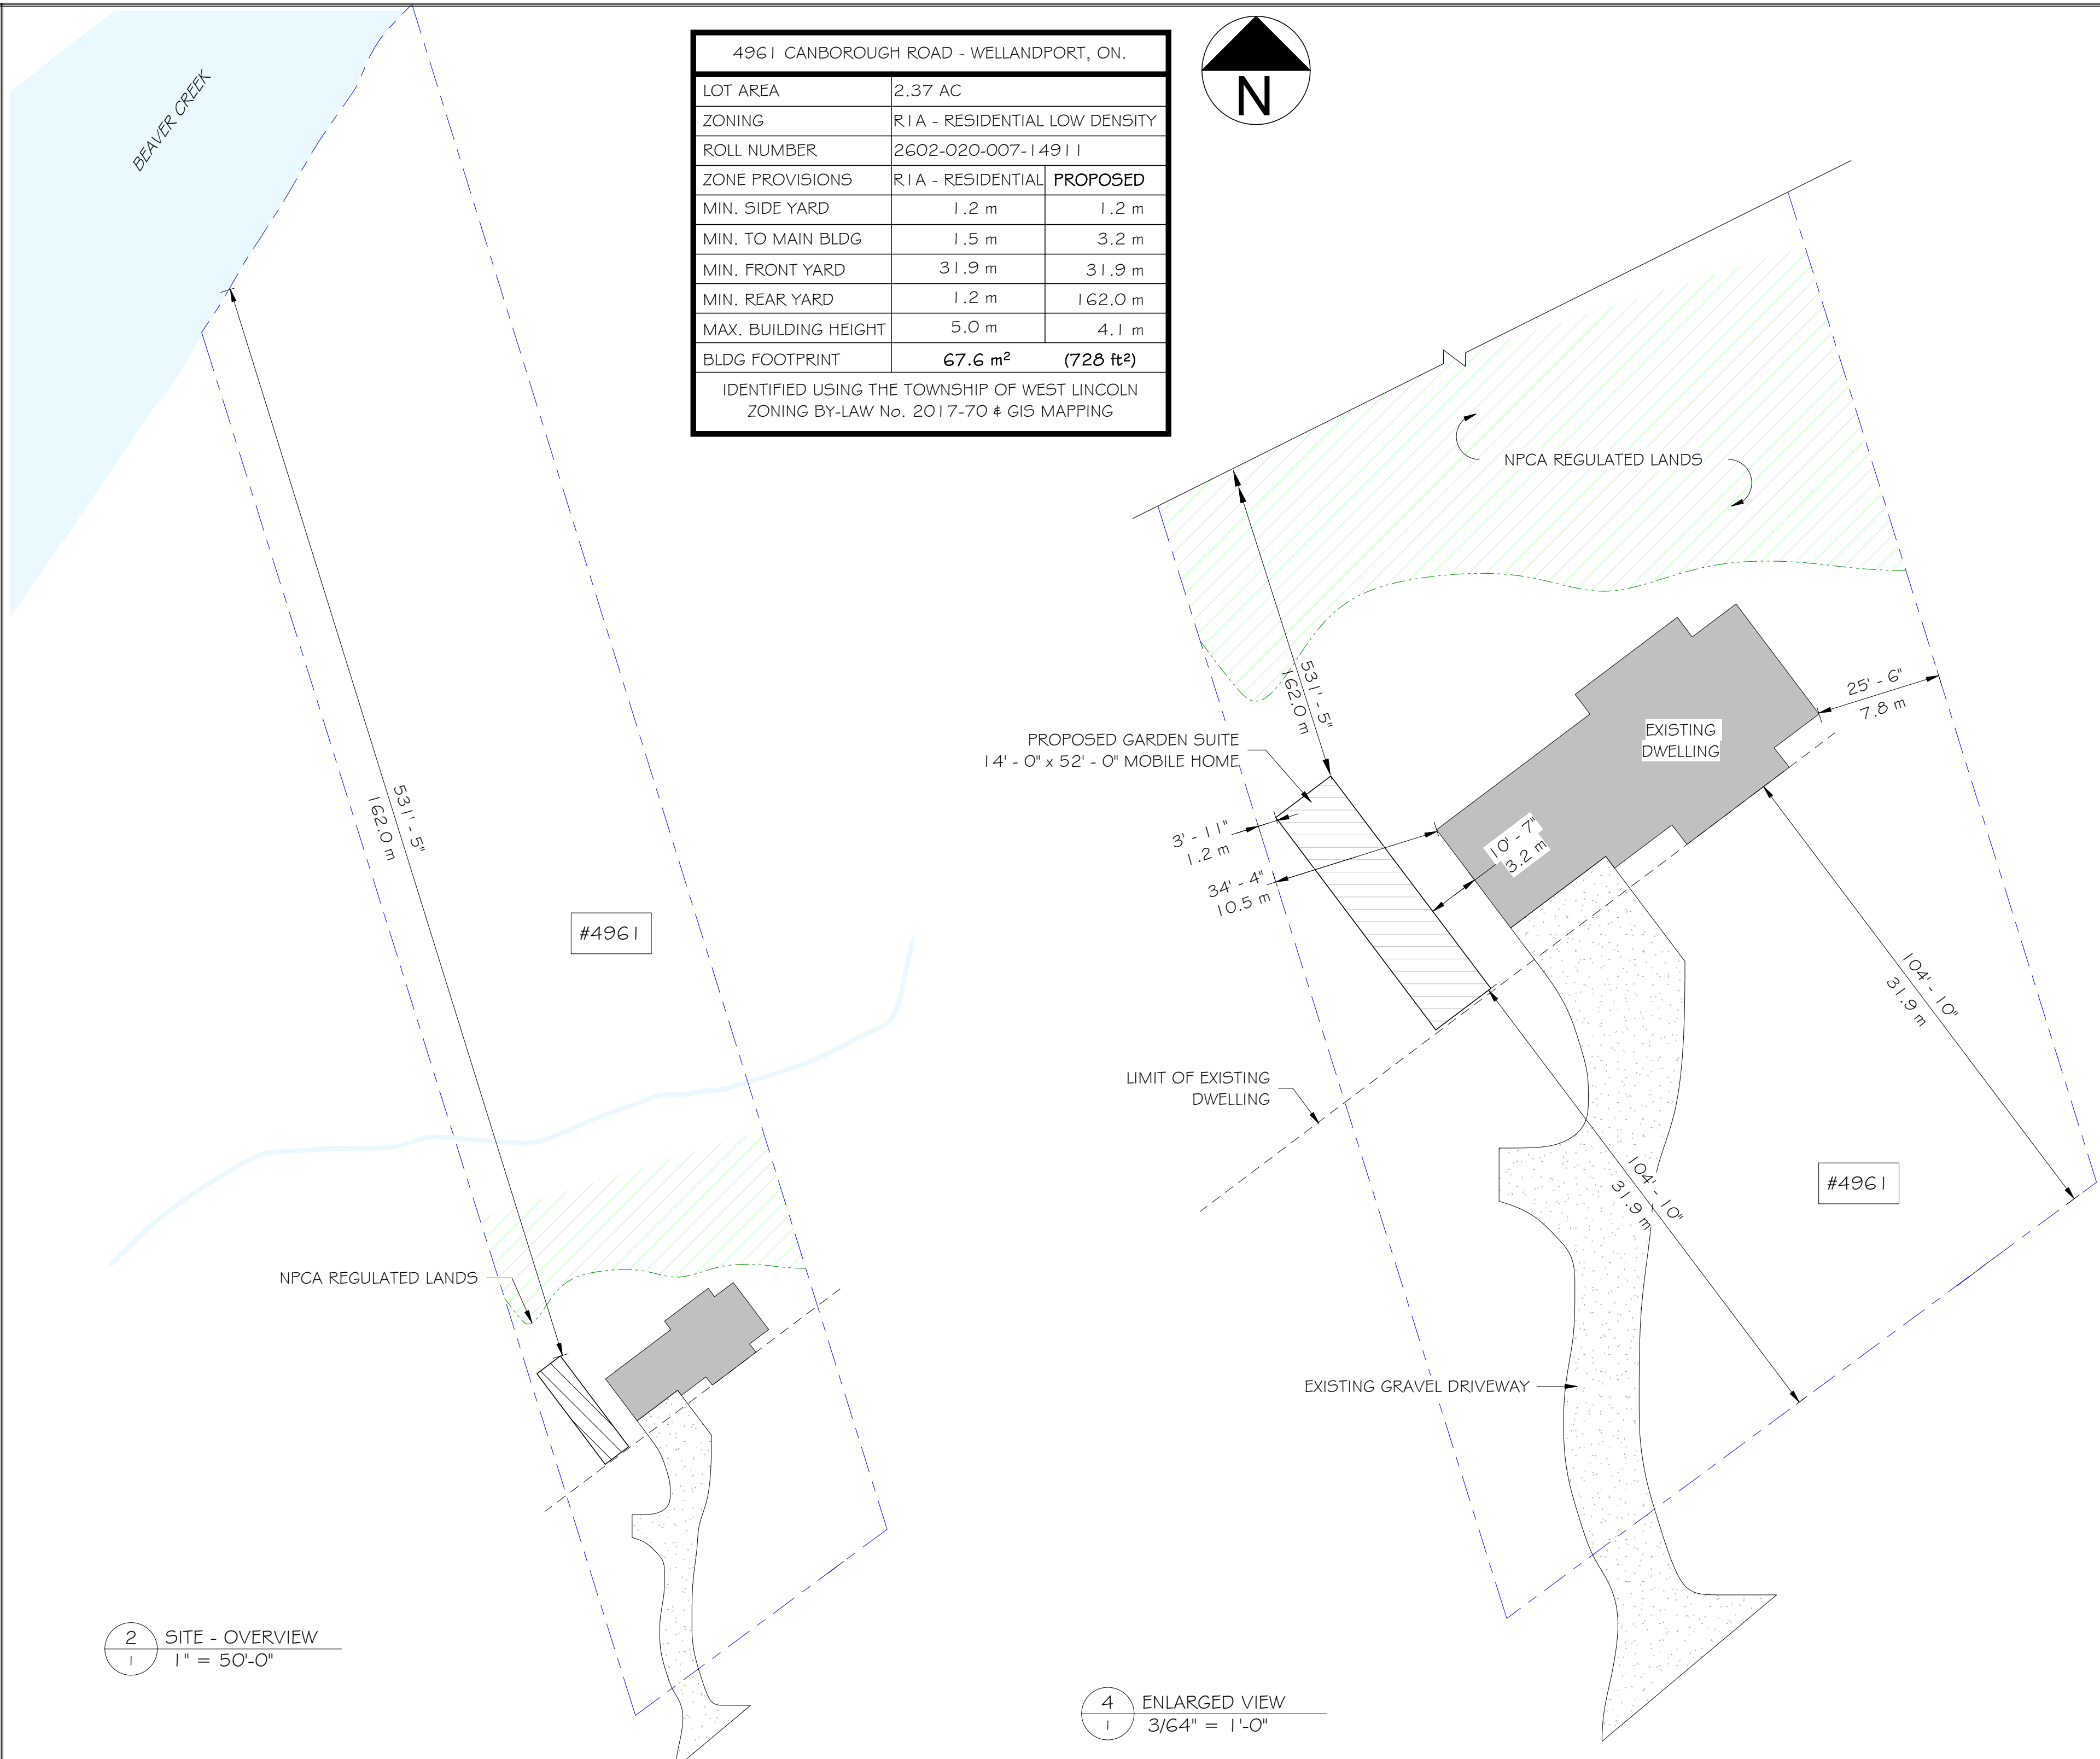 BEAVER CREEK
4961 CANBOROUGH ROAD - WELLANDPORT, ON.
LOT AREA 2.37 AC
ZONING R1A - RESIDENTIAL LOW DENSITY
ROLL NUMBER 2602-020-007-14911
ZONE PROVISIONS R1A - RESIDENTIAL PROPOSED
MIN. SIDE YARD 1.2 m 1.2 m
MIN. TO MAIN BLDG 1.5 m 3.2 m
MIN. FRONT YARD 31.9 m 31.9 m
MIN. REAR YARD 1.2 m 162.0 m
MAX. BUILDING HEIGHT 5.0 m 4.1 m
BLDG FOOTPRINT 67.6 m² (728 ft²)
IDENTIFIED USING THE TOWNSHIP OF WEST LINCOLN
ZONING BY-LAW No. 2017-70 & GIS MAPPING
N
531' - 5"
162.0 m
#4961
NPCA REGULATED LANDS
2
1
SITE - OVERVIEW
1" = 50'-0"
NPCA REGULATED LANDS
531' - 5"
162.0 m
25' - 6"
7.8 m
EXISTING
DWELLING
PROPOSED GARDEN SUITE
14' - 0" x 52' - 0" MOBILE HOME
3' - 11"
1.2 m
10' - 7"
3.2 m
34' - 4"
10.5 m
104' - 10"
31.9 m
LIMIT OF EXISTING
DWELLING
104' - 10"
31.9 m
#4961
EXISTING GRAVEL DRIVEWAY
4
1
ENLARGED VIEW
3/64" = 1'-0"